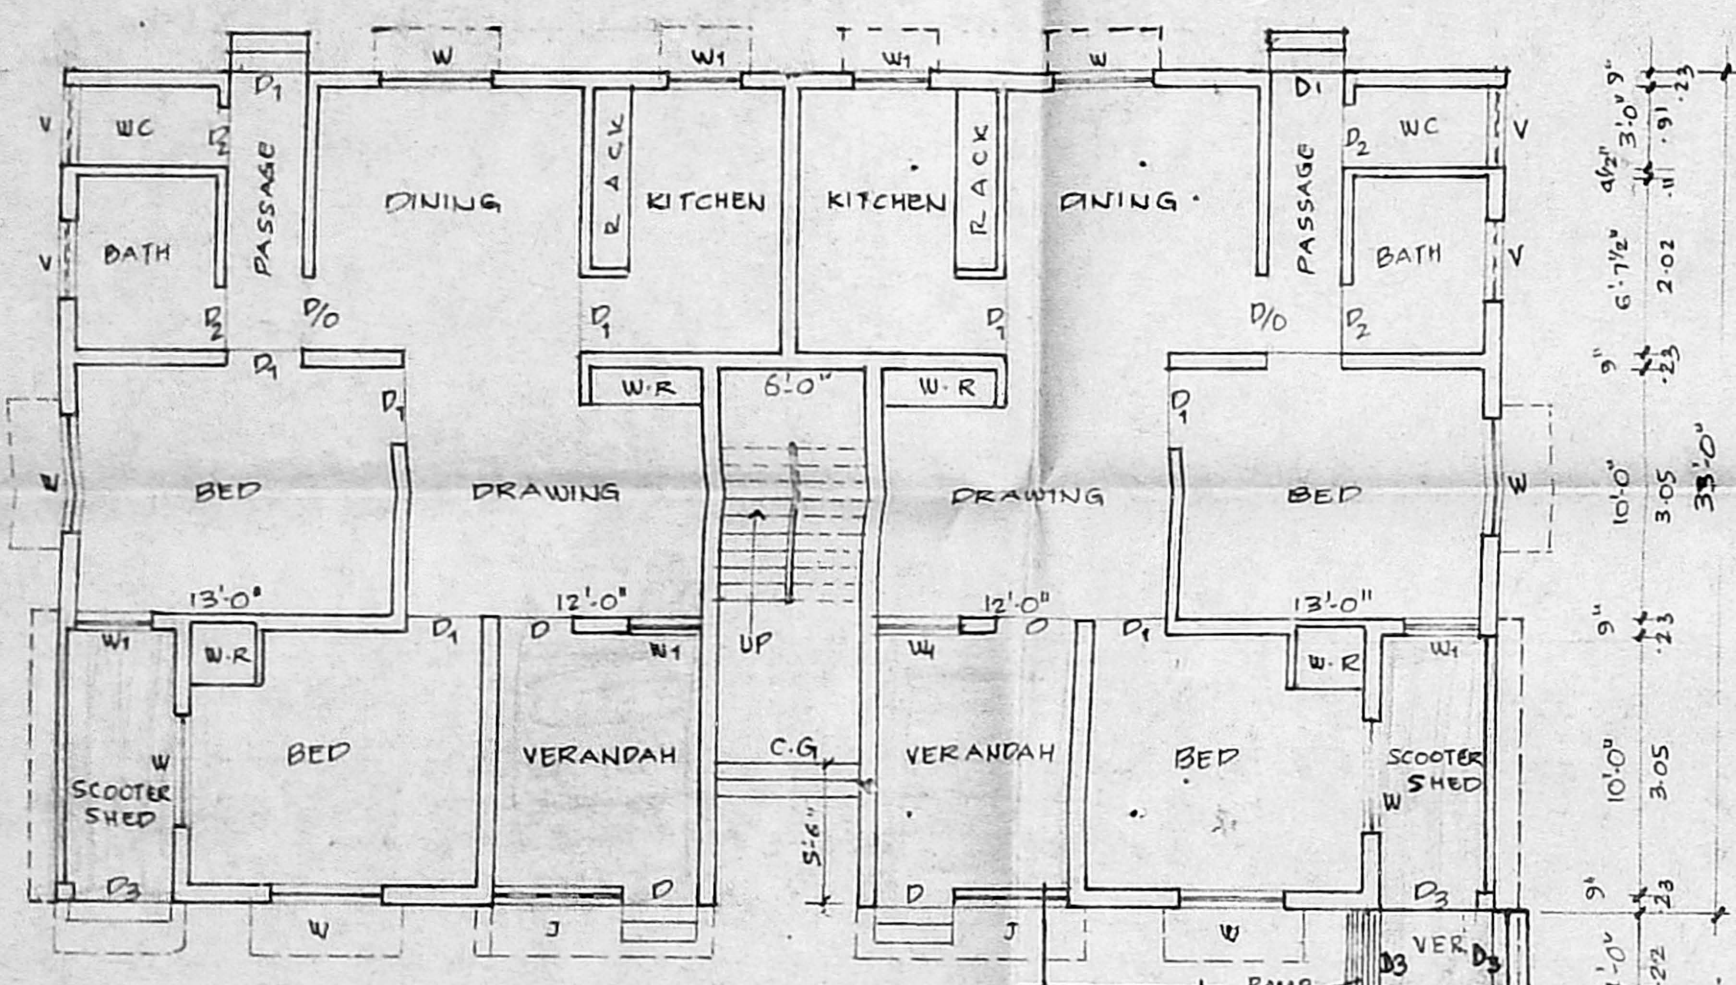 W W1 W1 W
D1 D1
V WC D2 D2 WC V
PASSAGE DINING RACK KITCHEN KITCHEN RACK DINING PASSAGE
V BATH BATH V
D2 D/O D1 D1 D/O D2
D1
W.R 6'-0" W.R
D1 D1
W BED DRAWING DRAWING BED W
13'-0" 12'-0" 12'-0" 13'-0"
W1 D1 D W1 UP W1 D D1 W1
W.R W.R
BED VERANDAH C.G VERANDAH BED SCOOTER SHED
W
SCOOTER SHED
W
5'-6"
D3 D D D3
W J J W
VER
D3 D3
9" 3'-0" 4½" 6'-7½" 9" 10'-0" 9" 10'-0" 9"
.23 .91 .11 2.02 .23 3.05 .23 3.05 .23
33'-0"